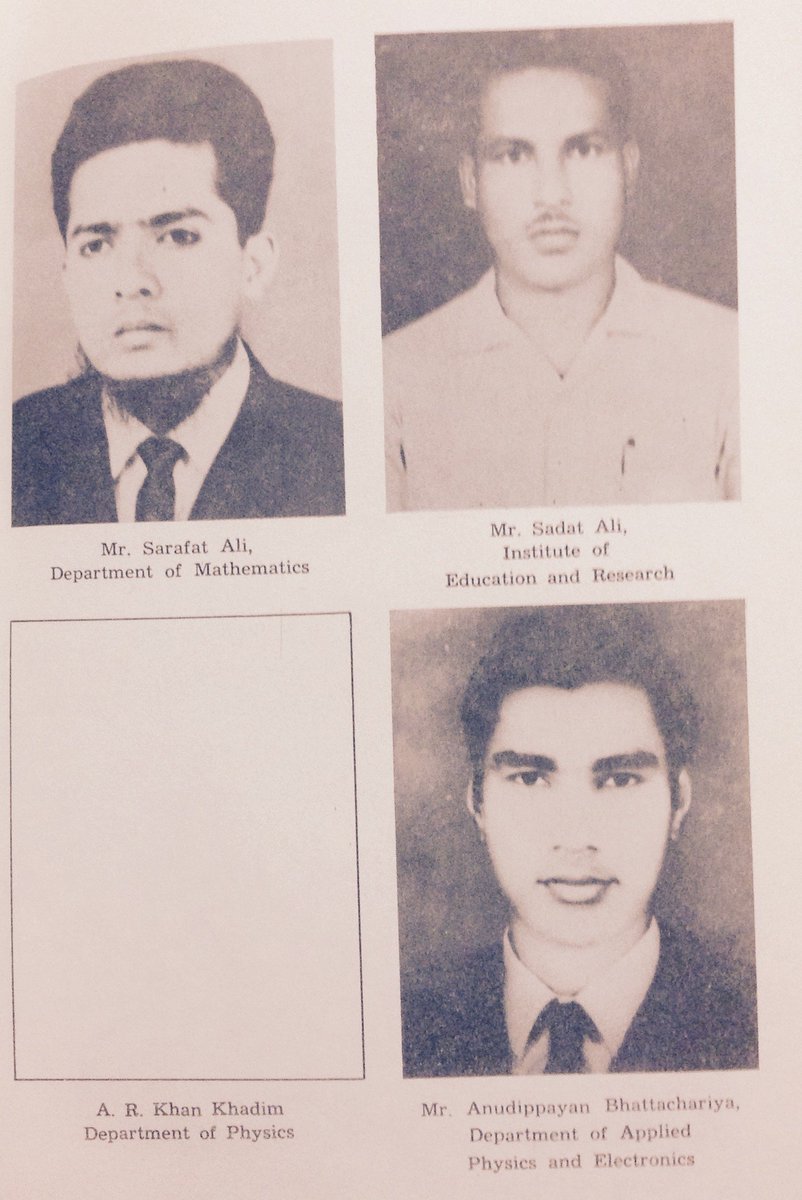 Mr. Sarafat Ali,
Department of Mathematics
Mr. Sadat Ali,
Institute of
Education and Research
A. R. Khan Khadim
Department of Physics
Mr. Anudippayan Bhattachariya,
Department of Applied
Physics and Electronics